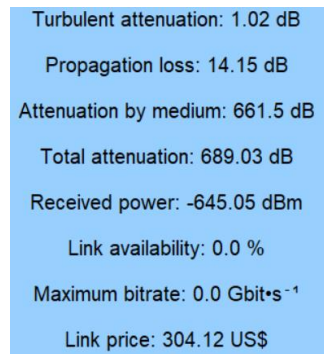 Turbulent attenuation: 1.02 dB
Propagation loss: 14.15 dB
Attenuation by medium: 661.5 dB
Total attenuation: 689.03 dB
Received power: -645.05 dBm
Link availability: 0.0 %
Maximum bitrate: 0.0 Gbit•s⁻¹
Link price: 304.12 US$